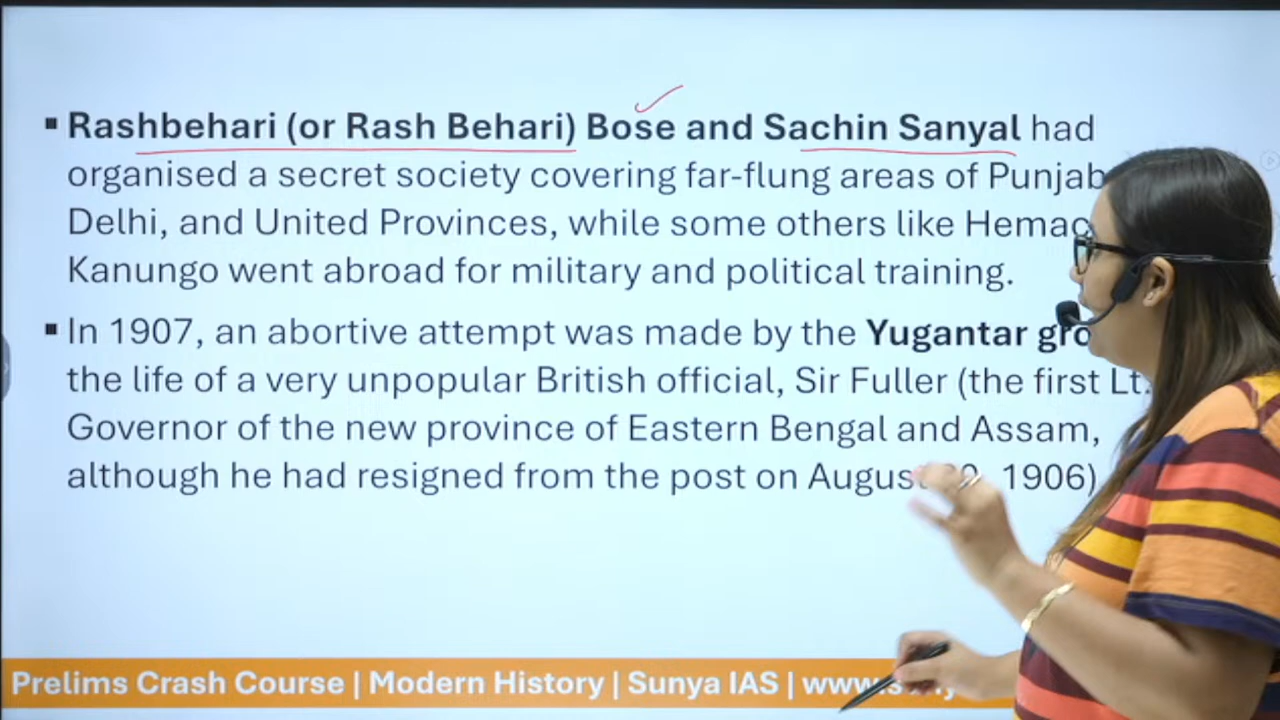 ▪ Rashbehari (or Rash Behari) Bose and Sachin Sanyal had
organised a secret society covering far-flung areas of Punjab
Delhi, and United Provinces, while some others like
Kanungo went abroad for military and political training.
▪ In 1907, an abortive attempt was made by the Yugantar
the life of a very unpopular British official, Sir Fuller (the first Lt.
Governor of the new province of Eastern Bengal and Assam,
although he had resigned from the post on 1906)
Prelims Crash Course | Modern History | Sunya IAS |